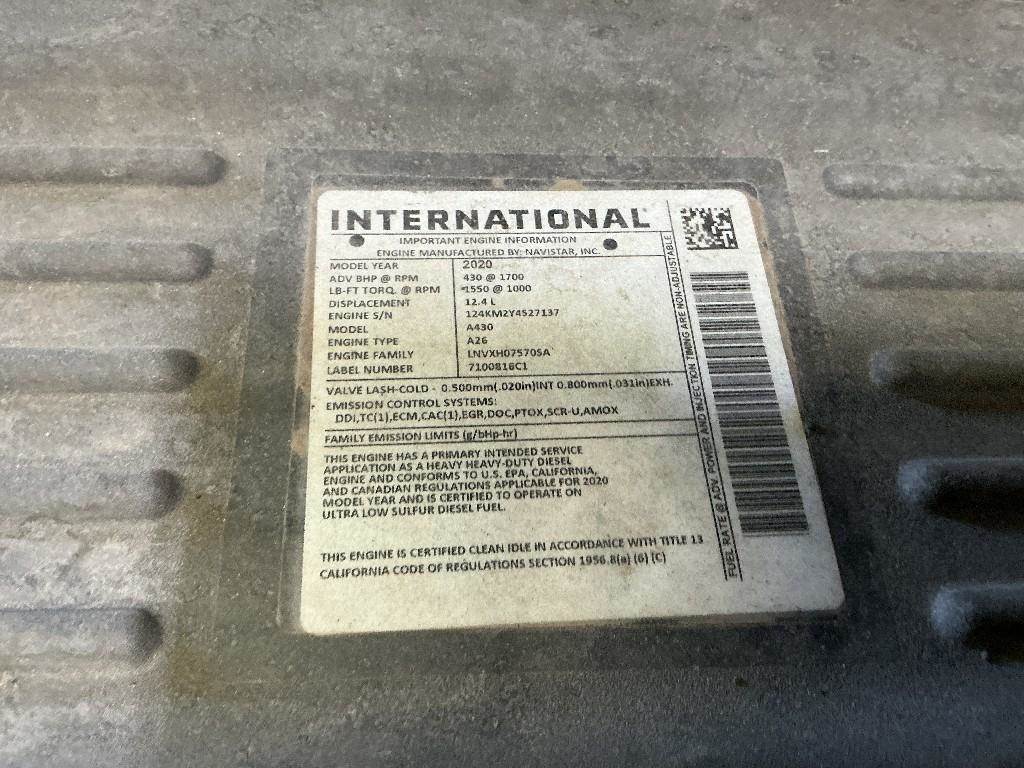 INTERNATIONAL
IMPORTANT ENGINE INFORMATION
ENGINE MANUFACTURED BY: NAVISTAR, INC.
MODEL YEAR 2020
ADV BHP @ RPM 430 @ 1700
LB-FT TORQ. @ RPM 1550 @ 1000
DISPLACEMENT 12.4 L
ENGINE S/N 124KM2Y4527137
MODEL A430
ENGINE TYPE A26
ENGINE FAMILY LNVXH0757OSA
LABEL NUMBER 7100816C1
VALVE LASH-COLD - 0.500mm(.020in)INT 0.800mm(.031in)EXH.
EMISSION CONTROL SYSTEMS:
DDI,TC(1),ECM,CAC(1),EGR,DOC,PTOX,SCR-U,AMOX
FAMILY EMISSION LIMITS (g/bHp-hr)
THIS ENGINE HAS A PRIMARY INTENDED SERVICE
APPLICATION AS A HEAVY HEAVY-DUTY DIESEL
ENGINE AND CONFORMS TO U.S. EPA, CALIFORNIA,
AND CANADIAN REGULATIONS APPLICABLE FOR 2020
MODEL YEAR AND IS CERTIFIED TO OPERATE ON
ULTRA LOW SULFUR DIESEL FUEL.
THIS ENGINE IS CERTIFIED CLEAN IDLE IN ACCORDANCE WITH TITLE 13
CALIFORNIA CODE OF REGULATIONS SECTION 1956.8(a) (6) (C)
FUEL RATE @ ADV. POWER AND INJECTION TIMING ARE NON-ADJUSTABLE